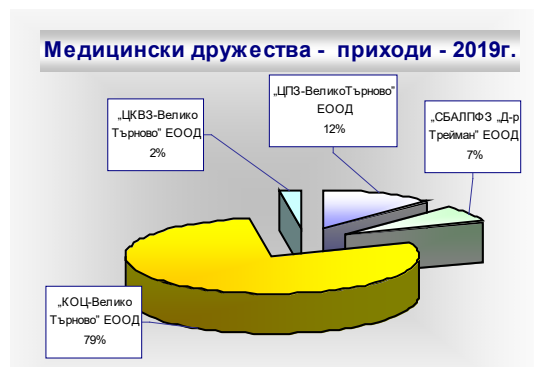 Медицински дружества - приходи - 2019г.
„ЦКВЗ-Велико
Търново" ЕООД
2%
„ЦПЗ-ВеликоТърново"
ЕООД
12%
„СБАЛПФЗ „Д-р
Трейман" ЕООД
7%
„КОЦ-Велико
Търново" ЕООД
79%